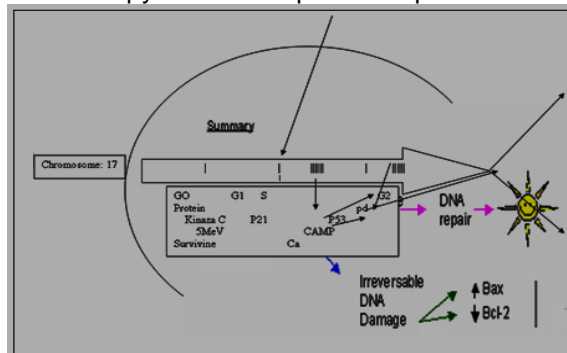 Summary
Chromosome: 17
GO G1 S G2
Protein pd
Kinaza C P21 P53
5MeV CAMP
Survivine Ca
DNA
repair
Irreversable
DNA
Damage
Bax
Bcl-2